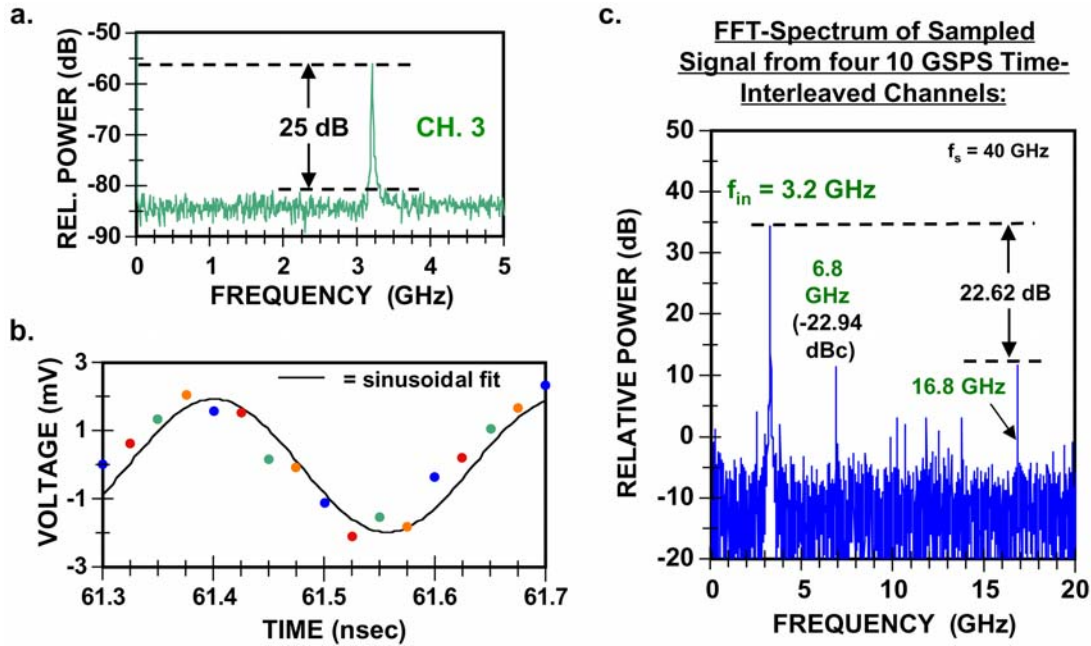 a.
-50
-60
-70
-80
-90
REL. POWER (dB)
25 dB
CH. 3
0
1
2
3
4
5
FREQUENCY (GHz)
b.
3
1
-1
-3
VOLTAGE (mV)
= sinusoidal fit
61.3
61.4
61.5
61.6
61.7
TIME (nsec)
c.
FFT-Spectrum of Sampled
Signal from four 10 GSPS Time-
Interleaved Channels:
50
40
30
20
10
0
-10
-20
RELATIVE POWER (dB)
fs = 40 GHz
fin = 3.2 GHz
6.8
GHz
(-22.94
dBc)
22.62 dB
16.8 GHz
0
5
10
15
20
FREQUENCY (GHz)